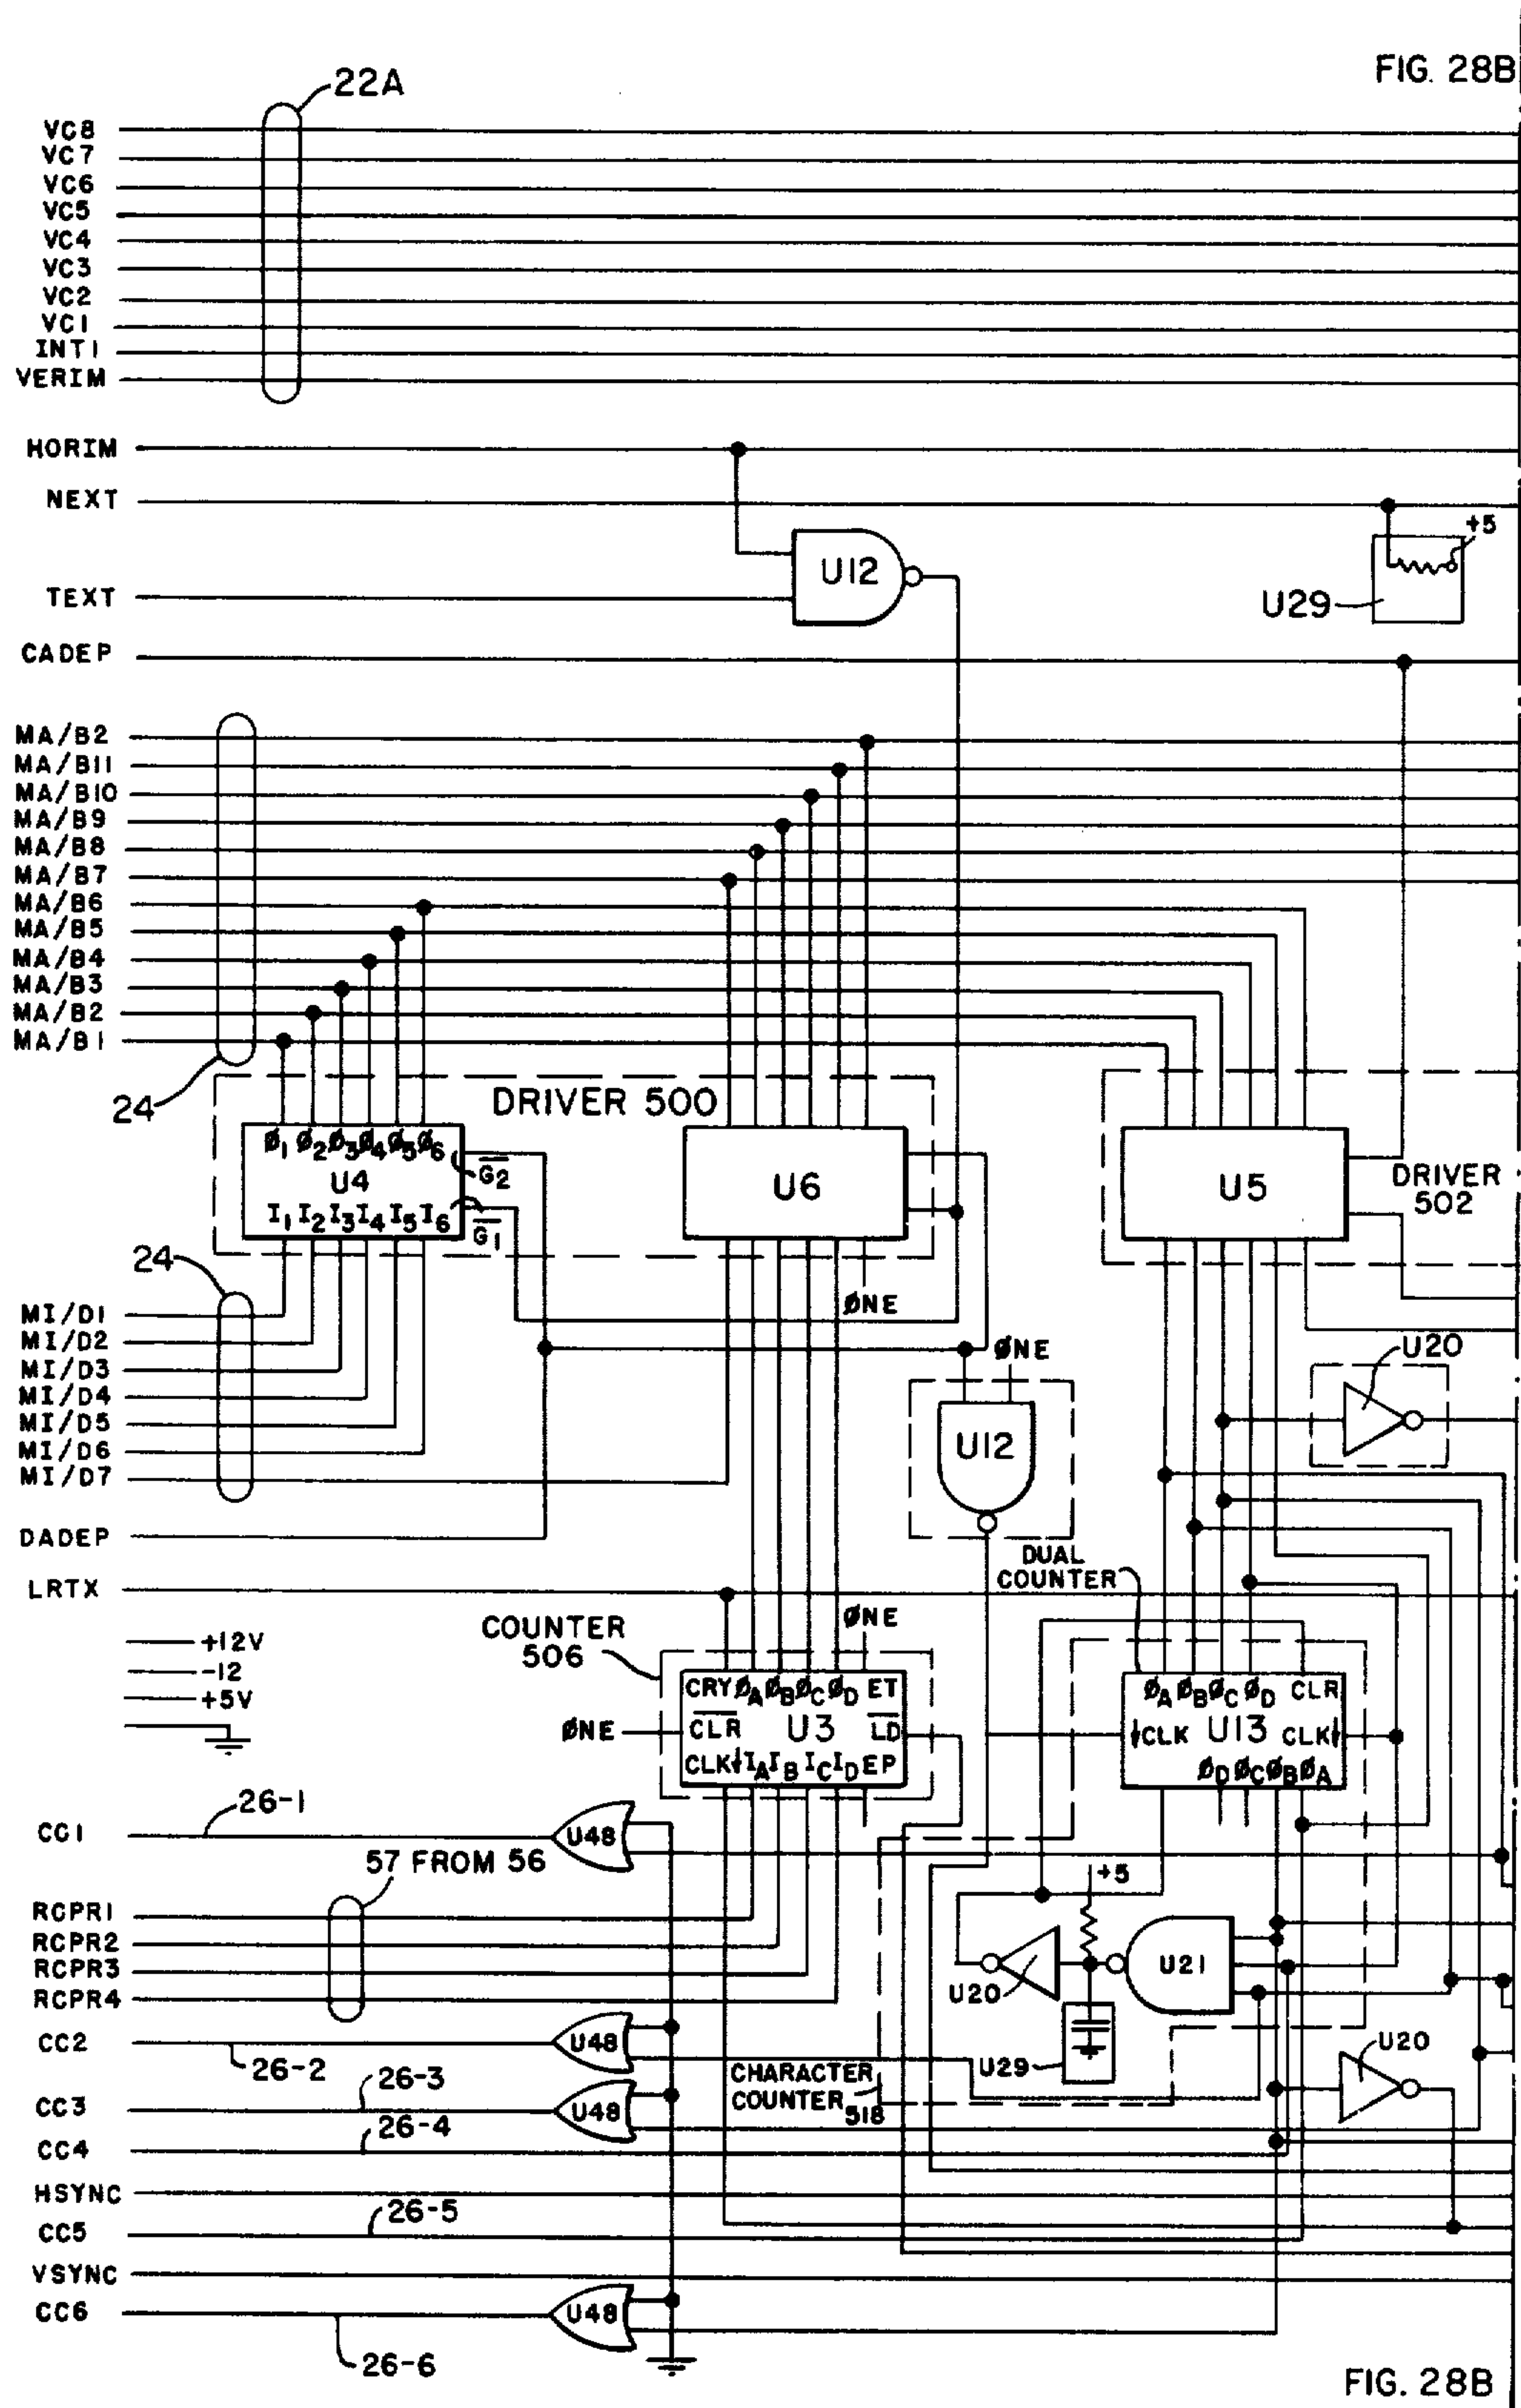 FIG. 28B
22A
VC8
VC7
VC6
VC5
VC4
VC3
VC2
VC1
INT1
VERIM
HORIM
NEXT
+5
U12
U29
TEXT
CADEP
MA/B2
MA/B11
MA/B10
MA/B9
MA/B8
MA/B7
MA/B6
MA/B5
MA/B4
MA/B3
MA/B2
MA/B1
24
DRIVER 500
Ø1 Ø2 Ø3 Ø4 Ø5 Ø6
U4
G2
I1 I2 I3 I4 I5 I6
G1
U6
U5
DRIVER
502
24
ØNE
MI/D1
MI/D2
MI/D3
MI/D4
MI/D5
MI/D6
MI/D7
ØNE
U20
U12
DADEP
DUAL
COUNTER
LRTX
ØNE
COUNTER
506
+12V
-12
+5V
CRY ØA ØB ØC ØD ET
ØNE
CLR U3 LD
CLK IA IB IC ID EP
ØA ØB ØC ØD CLR
CLK U13 CLK
ØD ØC ØB ØA
26-1
CC1
U48
57 FROM 56
+5
RCPR1
RCPR2
RCPR3
RCPR4
U21
U20
CC2
U48
26-2
U29
U20
CHARACTER
COUNTER
518
26-3
CC3
U48
26-4
CC4
HSYNC
26-5
CC5
VSYNC
CC6
U48
26-6
FIG. 28B